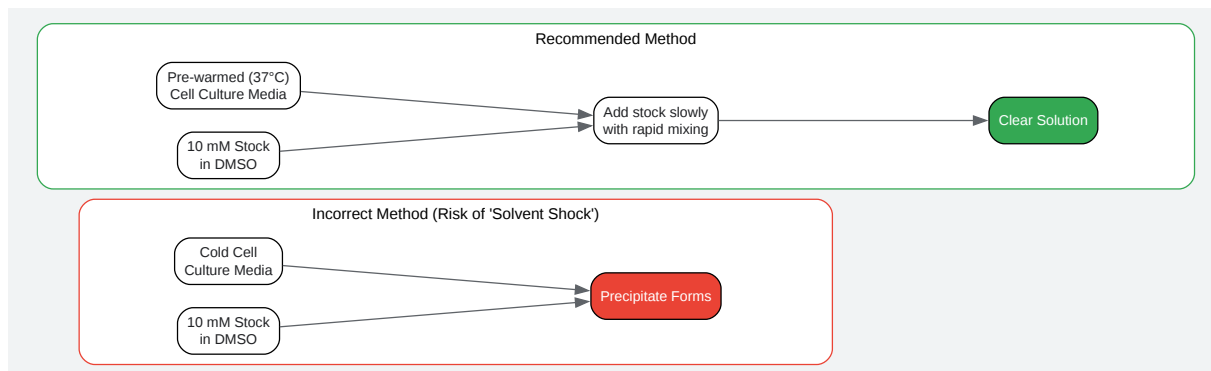 Recommended Method
Pre-warmed (37°C)
Cell Culture Media
10 mM Stock
in DMSO
Add stock slowly
with rapid mixing
Clear Solution
Incorrect Method (Risk of 'Solvent Shock')
Cold Cell
Culture Media
10 mM Stock
in DMSO
Precipitate Forms